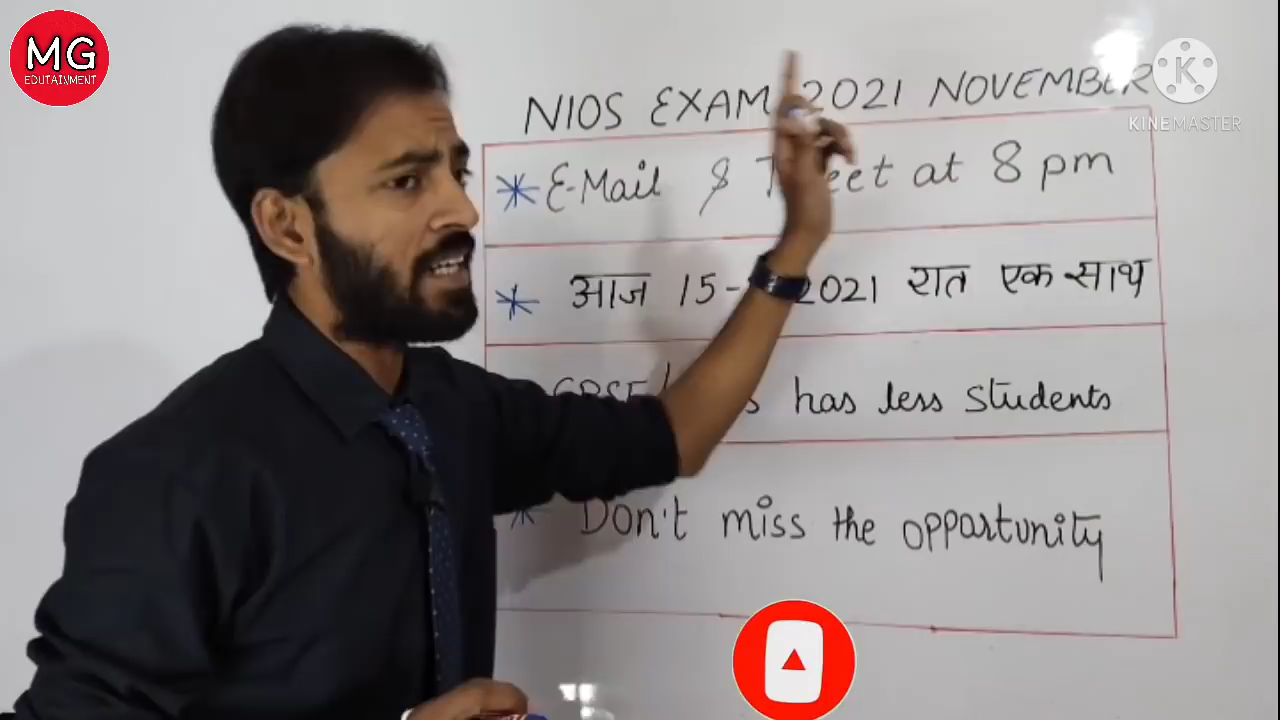 MG
EDUTAINMENT
KINEMASTER
NIOS EXAM 2021 NOVEMBER
* E-Mail & at 8 pm
* आज 15- 2021 रात एक साथ
has less students
* Don't miss the opportunity